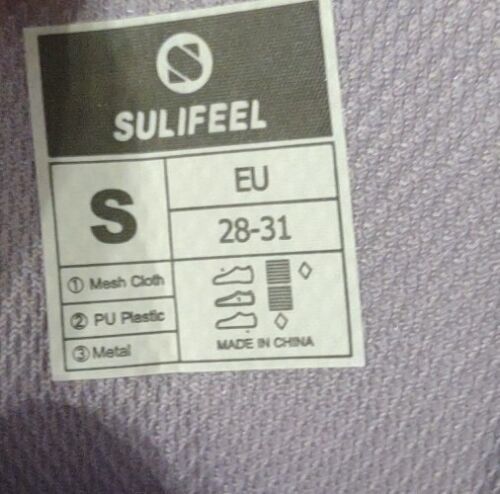 S
SULIFEEL
S
EU
28-31
① Mesh Cloth
② PU Plastic
③ Metal
MADE IN CHINA